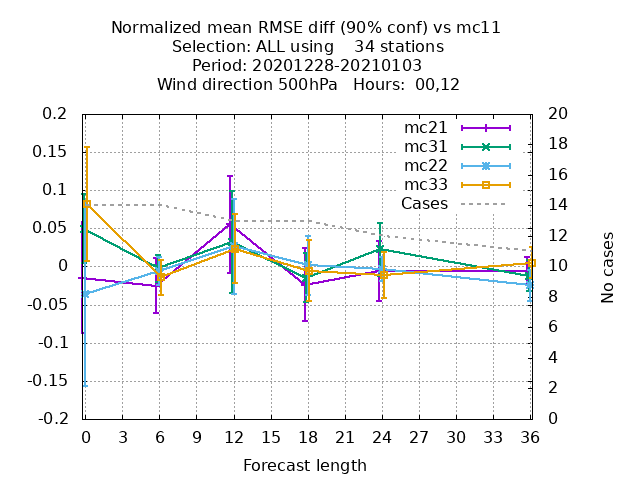 Normalized mean RMSE diff (90% conf) vs mc11
Selection: ALL using    34 stations
Period: 20201228-20210103
Wind direction 500hPa   Hours:  00,12
0.2
0.15
0.1
0.05
0
-0.05
-0.1
-0.15
-0.2
mc21
mc31
mc22
mc33
Cases
20
18
16
14
12
10
8
6
4
2
0
No cases
0 3 6 9 12 15 18 21 24 27 30 33 36
Forecast length